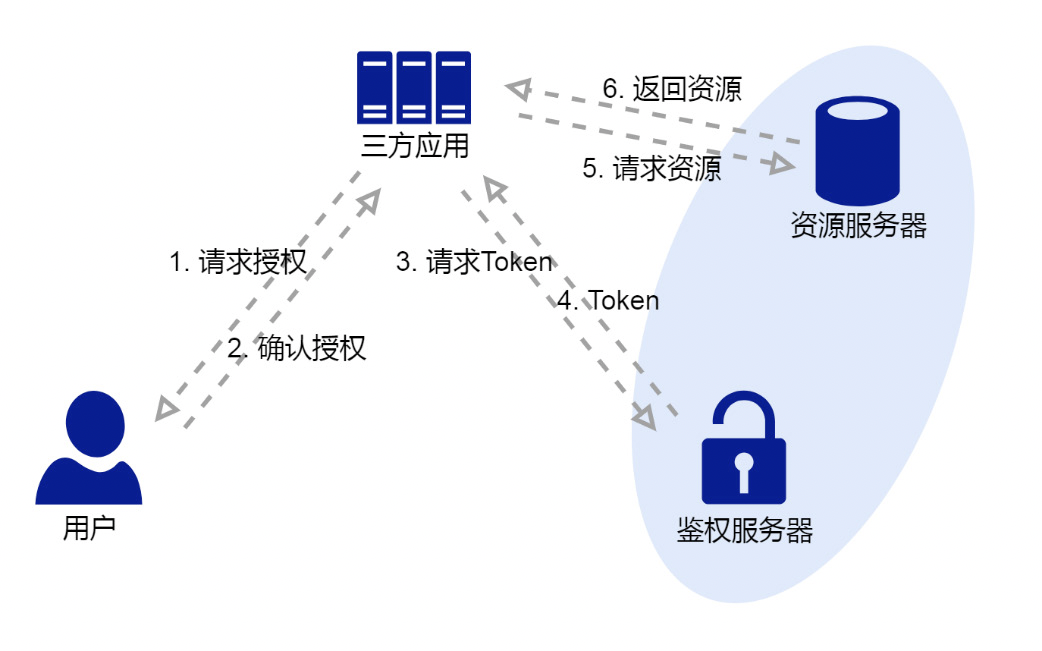 6. 返回资源
三方应用
5. 请求资源
资源服务器
1. 请求授权
3. 请求Token
4. Token
2. 确认授权
用户
鉴权服务器